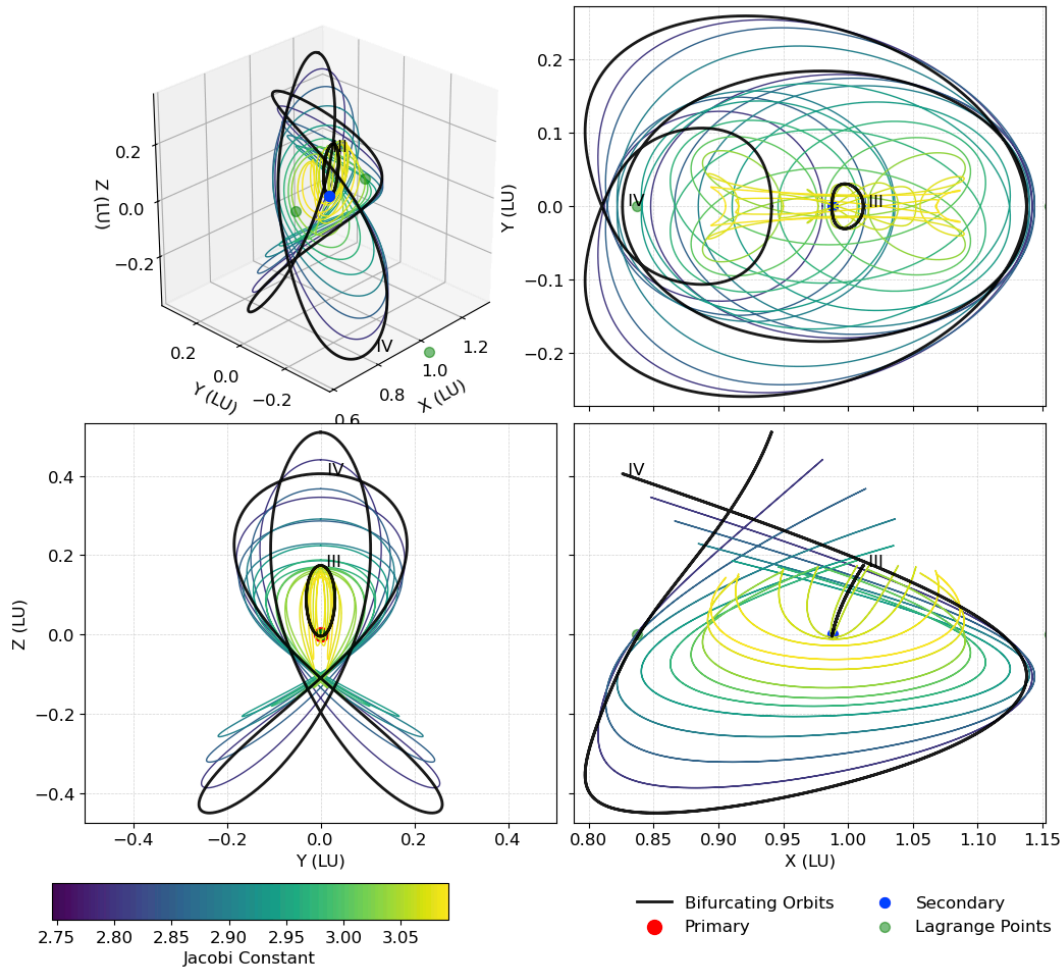 0.2
0.0
−0.2
Z (LU)
0.2
0.0
−0.2
Y (LU)
0.6
0.8
1.0
1.2
X (LU)
III
IV
0.2
0.1
0.0
−0.1
−0.2
Y (LU)
IV
III
0.4
0.2
0.0
−0.2
−0.4
Z (LU)
IV
III
−0.4 −0.2 0.0 0.2 0.4
Y (LU)
IV
III
0.80 0.85 0.90 0.95 1.00 1.05 1.10 1.15
X (LU)
2.75 2.80 2.85 2.90 2.95 3.00 3.05
Jacobi Constant
Bifurcating Orbits
Primary
Secondary
Lagrange Points